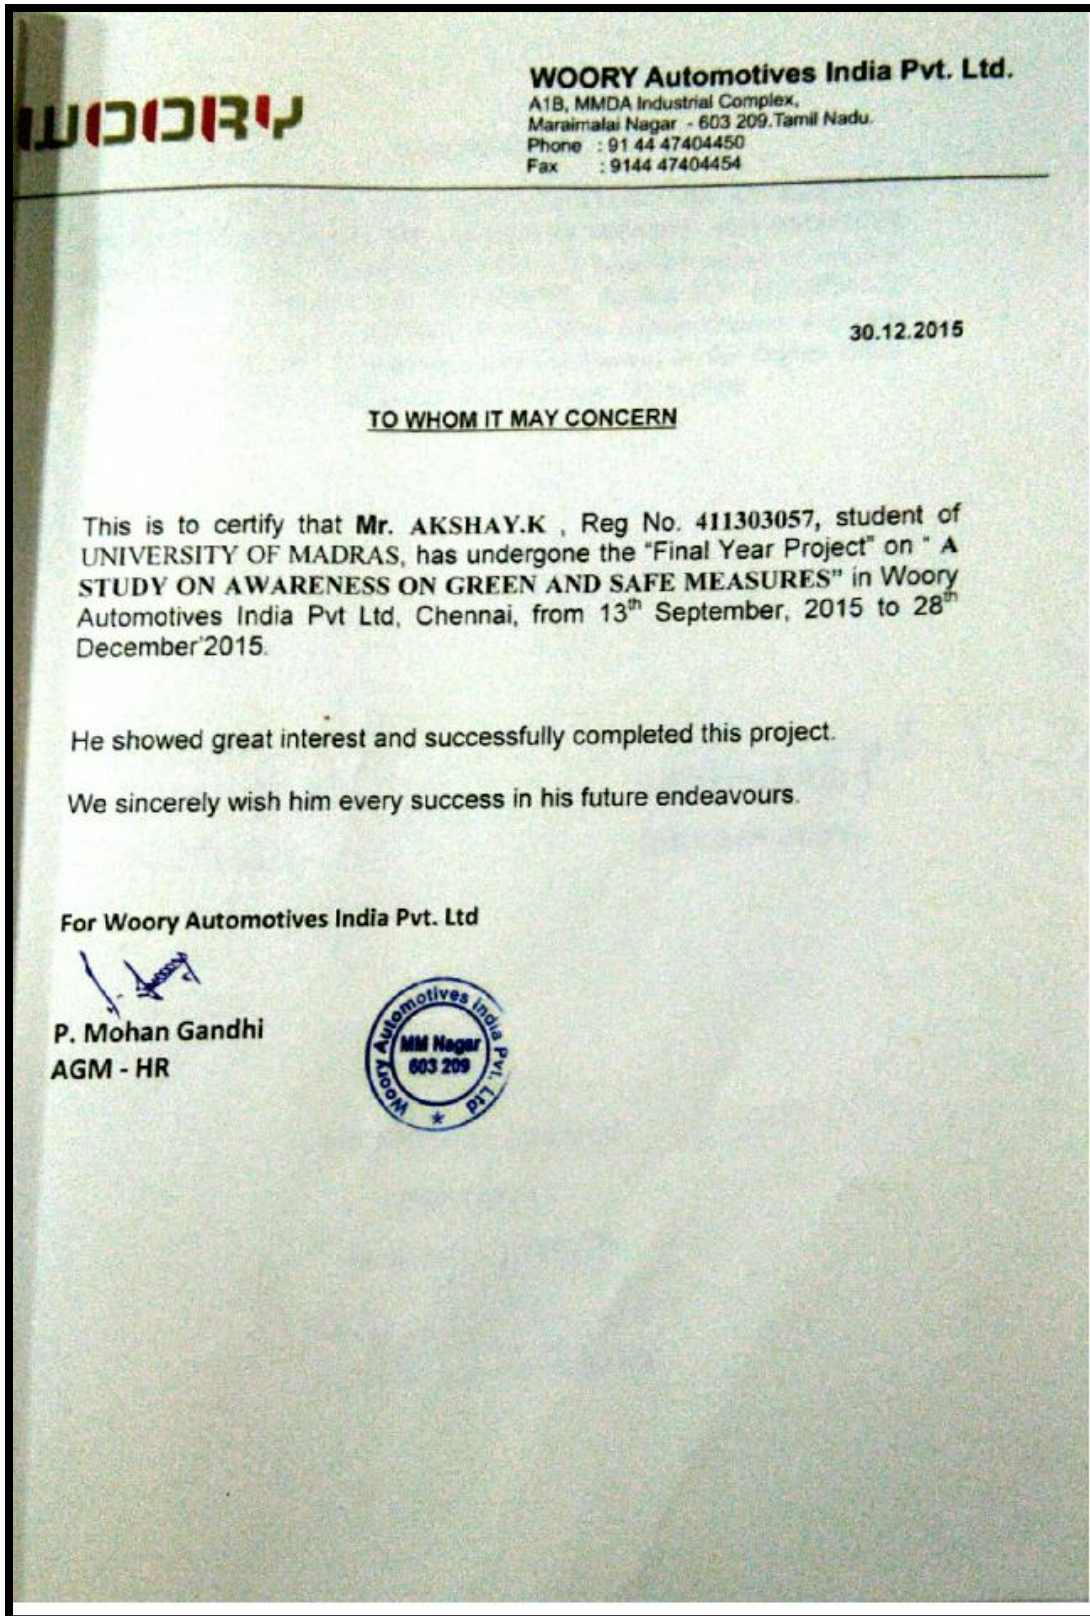 WOORY
WOORY Automotives India Pvt. Ltd.
A1B, MMDA Industrial Complex,
Maraimalai Nagar - 603 209.Tamil Nadu.
Phone : 91 44 47404450
Fax : 9144 47404454
30.12.2015
TO WHOM IT MAY CONCERN
This is to certify that Mr. AKSHAY.K , Reg No. 411303057, student of
UNIVERSITY OF MADRAS, has undergone the “Final Year Project” on “ A
STUDY ON AWARENESS ON GREEN AND SAFE MEASURES” in Woory
Automotives India Pvt Ltd, Chennai, from 13th September, 2015 to 28th
December'2015.
He showed great interest and successfully completed this project.
We sincerely wish him every success in his future endeavours.
For Woory Automotives India Pvt. Ltd
P. Mohan Gandhi
AGM - HR
Woory Automotives India Pvt. Ltd
MM Nagar
603 209